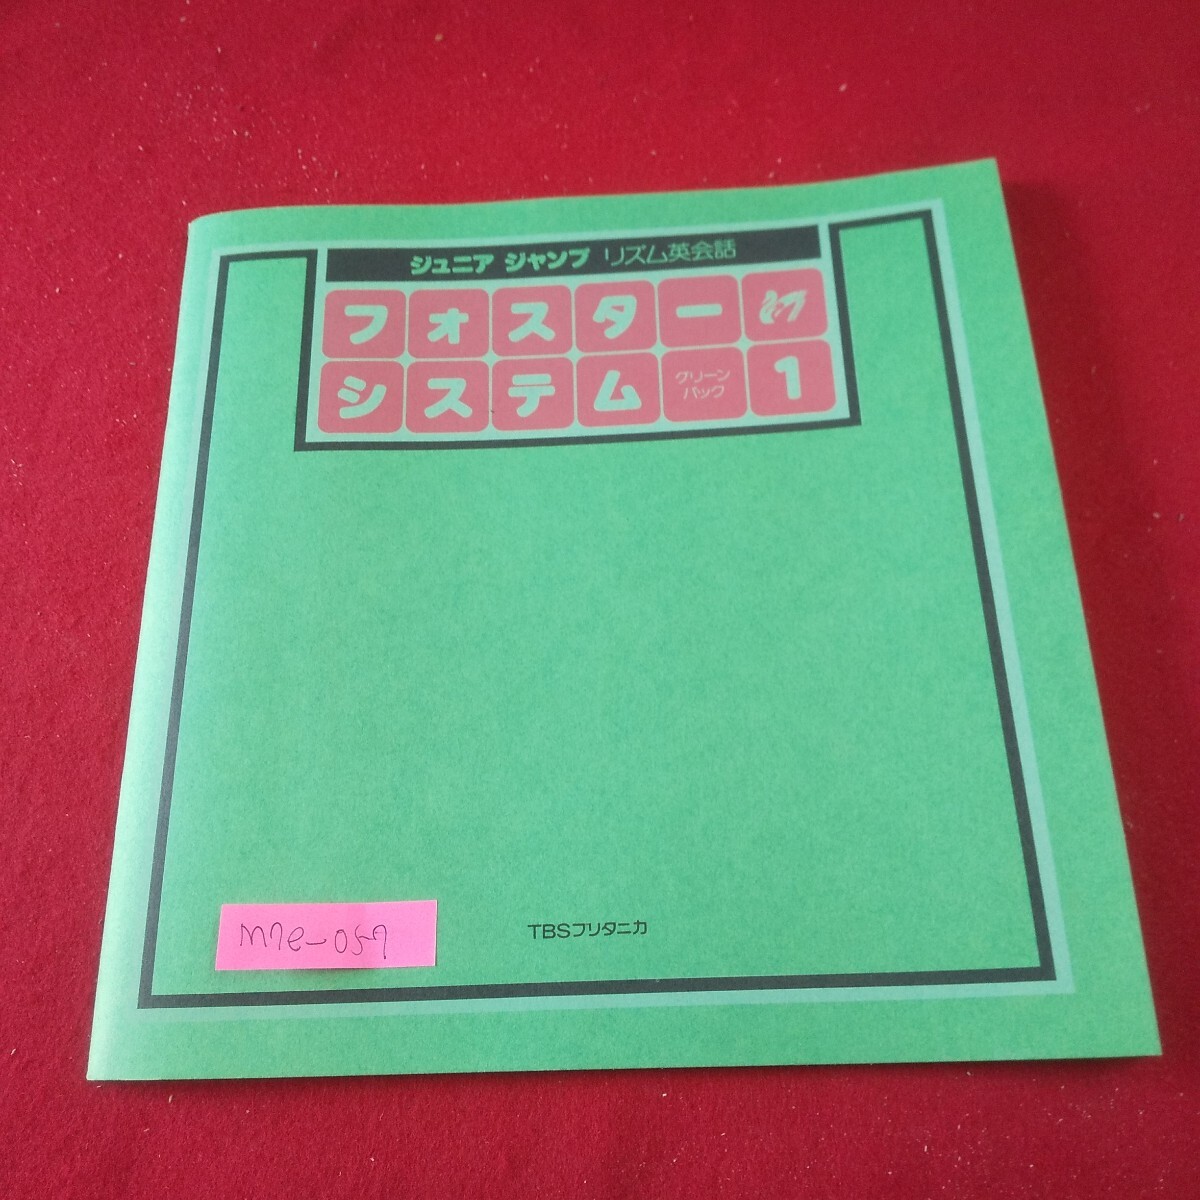 ジュニア ジャンプ リズム英会話
フォスター
システム グリーンパック 1
M7e-057
TBSブリタニカ